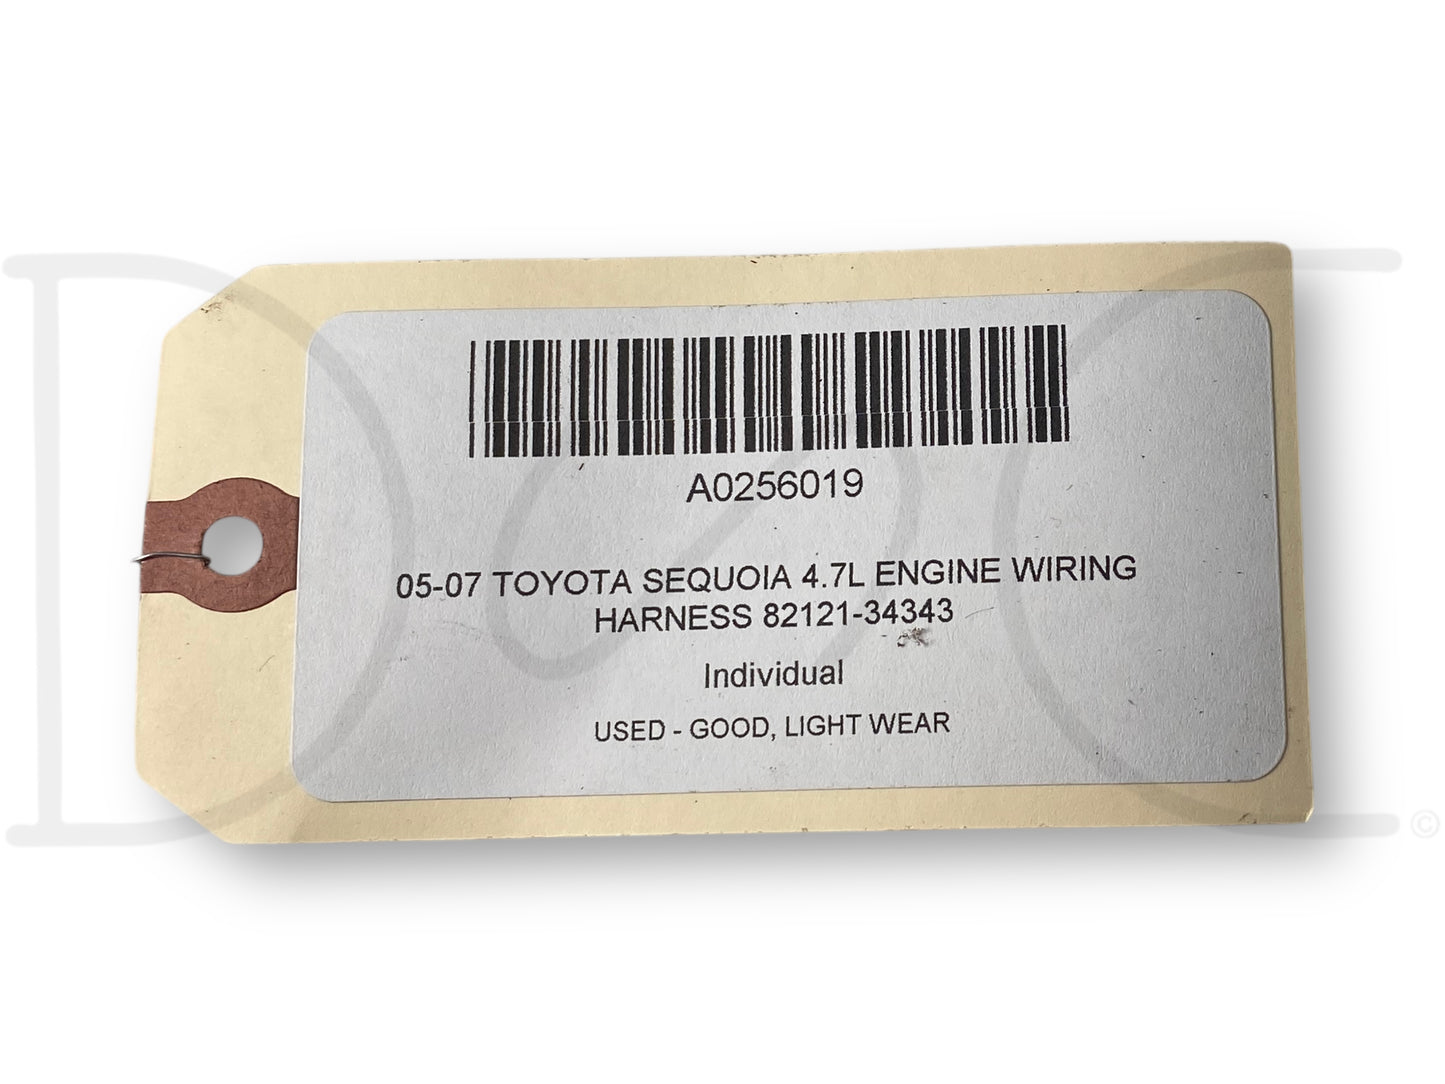 A0256019
05-07 TOYOTA SEQUOIA 4.7L ENGINE WIRING
HARNESS 82121-34343
Individual
USED - GOOD, LIGHT WEAR
©